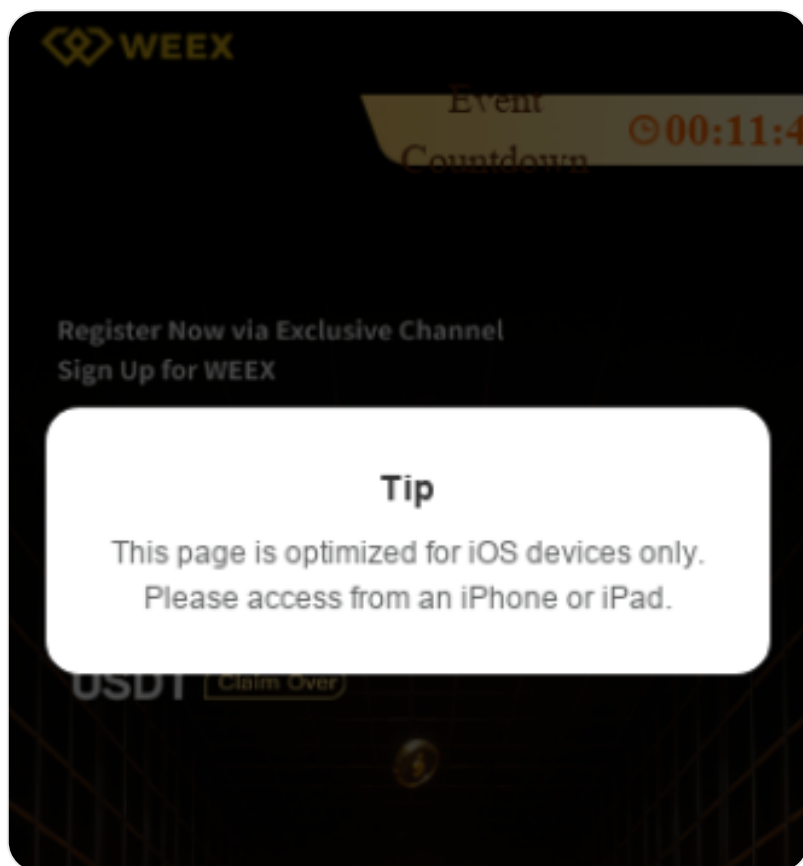 WEEX
Event
Countdown
00:11:4
Register Now via Exclusive Channel
Sign Up for WEEX
Tip
This page is optimized for iOS devices only.
Please access from an iPhone or iPad.
USDT
Claim Over